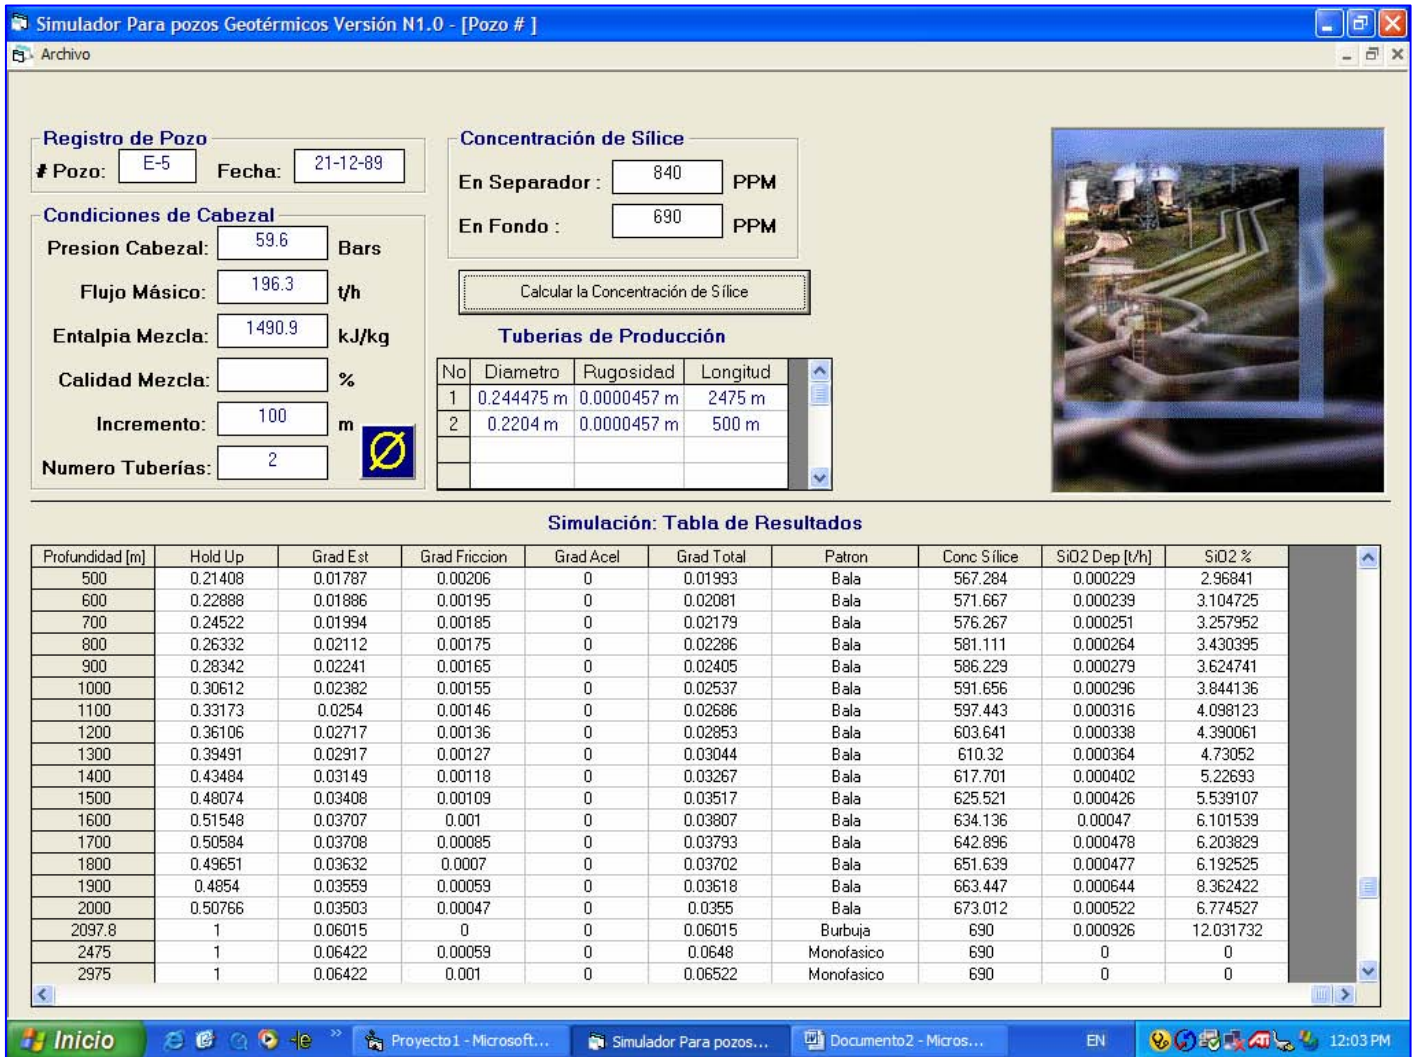 Simulador Para pozos Geotérmicos Versión N1.0 - [Pozo # ]
Archivo
Registro de Pozo
# Pozo: E-5 Fecha: 21-12-89
Condiciones de Cabezal
Presion Cabezal: 59.6 Bars
Flujo Másico: 196.3 t/h
Entalpia Mezcla: 1490.9 kJ/kg
Calidad Mezcla: %
Incremento: 100 m
Numero Tuberías: 2
Concentración de Sílice
En Separador : 840 PPM
En Fondo : 690 PPM
Calcular la Concentración de Sílice
Tuberias de Producción
No Diametro Rugosidad Longitud
1 0.244475 m 0.0000457 m 2475 m
2 0.2204 m 0.0000457 m 500 m
Simulación: Tabla de Resultados
Profundidad [m] Hold Up Grad Est Grad Friccion Grad Acel Grad Total Patron Conc Sílice SiO2 Dep [t/h] SiO2 %
500 0.21408 0.01787 0.00206 0 0.01993 Bala 567.284 0.000229 2.96841
600 0.22888 0.01886 0.00195 0 0.02081 Bala 571.667 0.000239 3.104725
700 0.24522 0.01994 0.00185 0 0.02179 Bala 576.267 0.000251 3.257952
800 0.26332 0.02112 0.00175 0 0.02286 Bala 581.111 0.000264 3.430395
900 0.28342 0.02241 0.00165 0 0.02405 Bala 586.229 0.000279 3.624741
1000 0.30612 0.02382 0.00155 0 0.02537 Bala 591.656 0.000296 3.844136
1100 0.33173 0.0254 0.00146 0 0.02686 Bala 597.443 0.000316 4.098123
1200 0.36106 0.02717 0.00136 0 0.02853 Bala 603.641 0.000338 4.390061
1300 0.39491 0.02917 0.00127 0 0.03044 Bala 610.32 0.000364 4.73052
1400 0.43484 0.03149 0.00118 0 0.03267 Bala 617.701 0.000402 5.22693
1500 0.48074 0.03408 0.00109 0 0.03517 Bala 625.521 0.000426 5.539107
1600 0.51548 0.03707 0.001 0 0.03807 Bala 634.136 0.00047 6.101539
1700 0.50584 0.03708 0.00085 0 0.03793 Bala 642.896 0.000478 6.203829
1800 0.49651 0.03632 0.0007 0 0.03702 Bala 651.639 0.000477 6.192525
1900 0.4854 0.03559 0.00059 0 0.03618 Bala 663.447 0.000644 8.362422
2000 0.50766 0.03503 0.00047 0 0.0355 Bala 673.012 0.000522 6.774527
2097.8 1 0.06015 0 0 0.06015 Burbuja 690 0.000926 12.031732
2475 1 0.06422 0.00059 0 0.0648 Monofasico 690 0 0
2975 1 0.06422 0.001 0 0.06522 Monofasico 690 0 0
Inicio » Proyecto1 - Microsoft... Simulador Para pozos... Documento2 - Micros... EN 12:03 PM